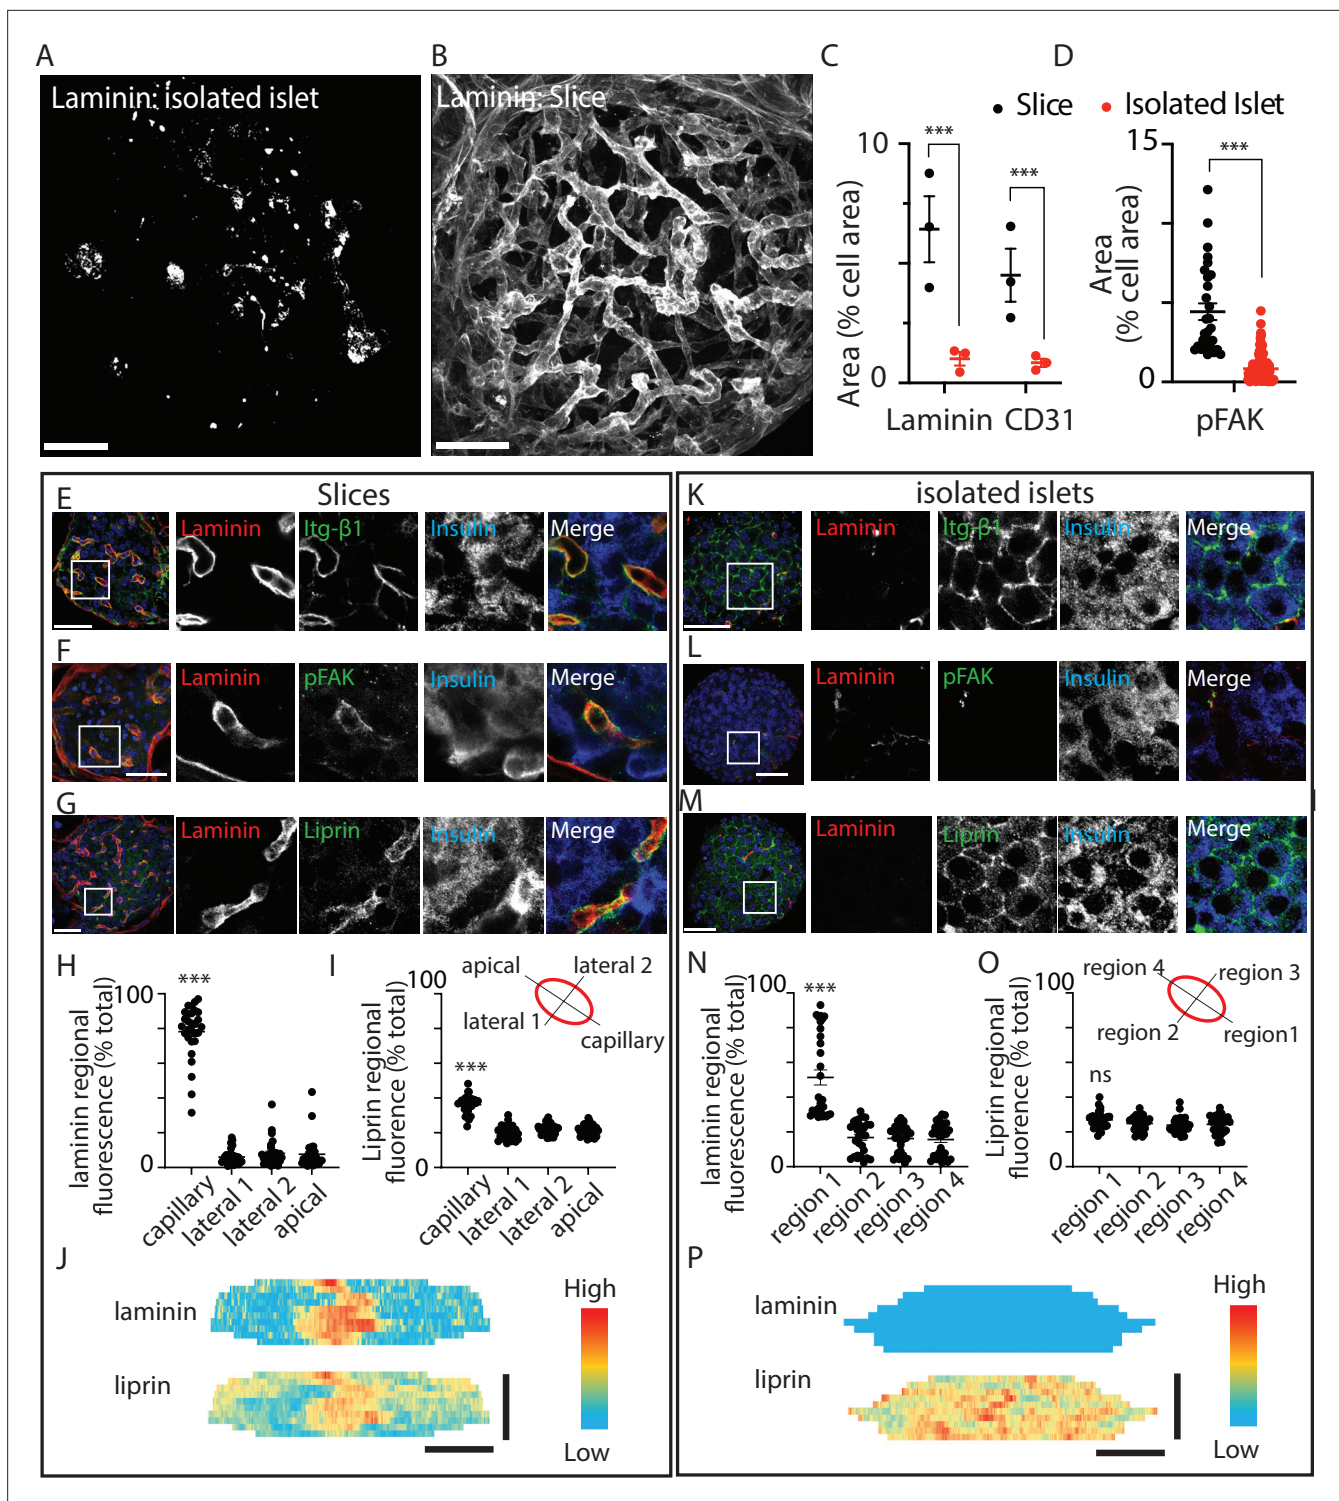 A
Laminin: isolated islet
B
Laminin: Slice
C
D
Slice
Isolated Islet
10
0
Area (% cell area)
***
***
Laminin CD31
15
0
Area
(% cell area)
***
pFAK
Slices
E
Laminin
Itg-β1
Insulin
Merge
F
Laminin
pFAK
Insulin
Merge
G
Laminin
Liprin
Insulin
Merge
H
laminin regional
fluorescence (% total)
100
0
***
capillary
lateral 1
lateral 2
apical
I
Liprin regional
fluorence (% total)
100
0
***
apical
lateral 2
lateral 1
capillary
capillary
lateral 1
lateral 2
apical
J
laminin
liprin
High
Low
isolated islets
K
Laminin
Itg-β1
Insulin
Merge
L
Laminin
pFAK
Insulin
Merge
M
Laminin
Liprin
Insulin
Merge
N
laminin regional
fluorescence (% total)
100
0
***
region 1
region 2
region 3
region 4
O
Liprin regional
fluorence (% total)
100
0
ns
region 4
region 3
region 2
region1
region 1
region 2
region 3
region 4
P
laminin
liprin
High
Low